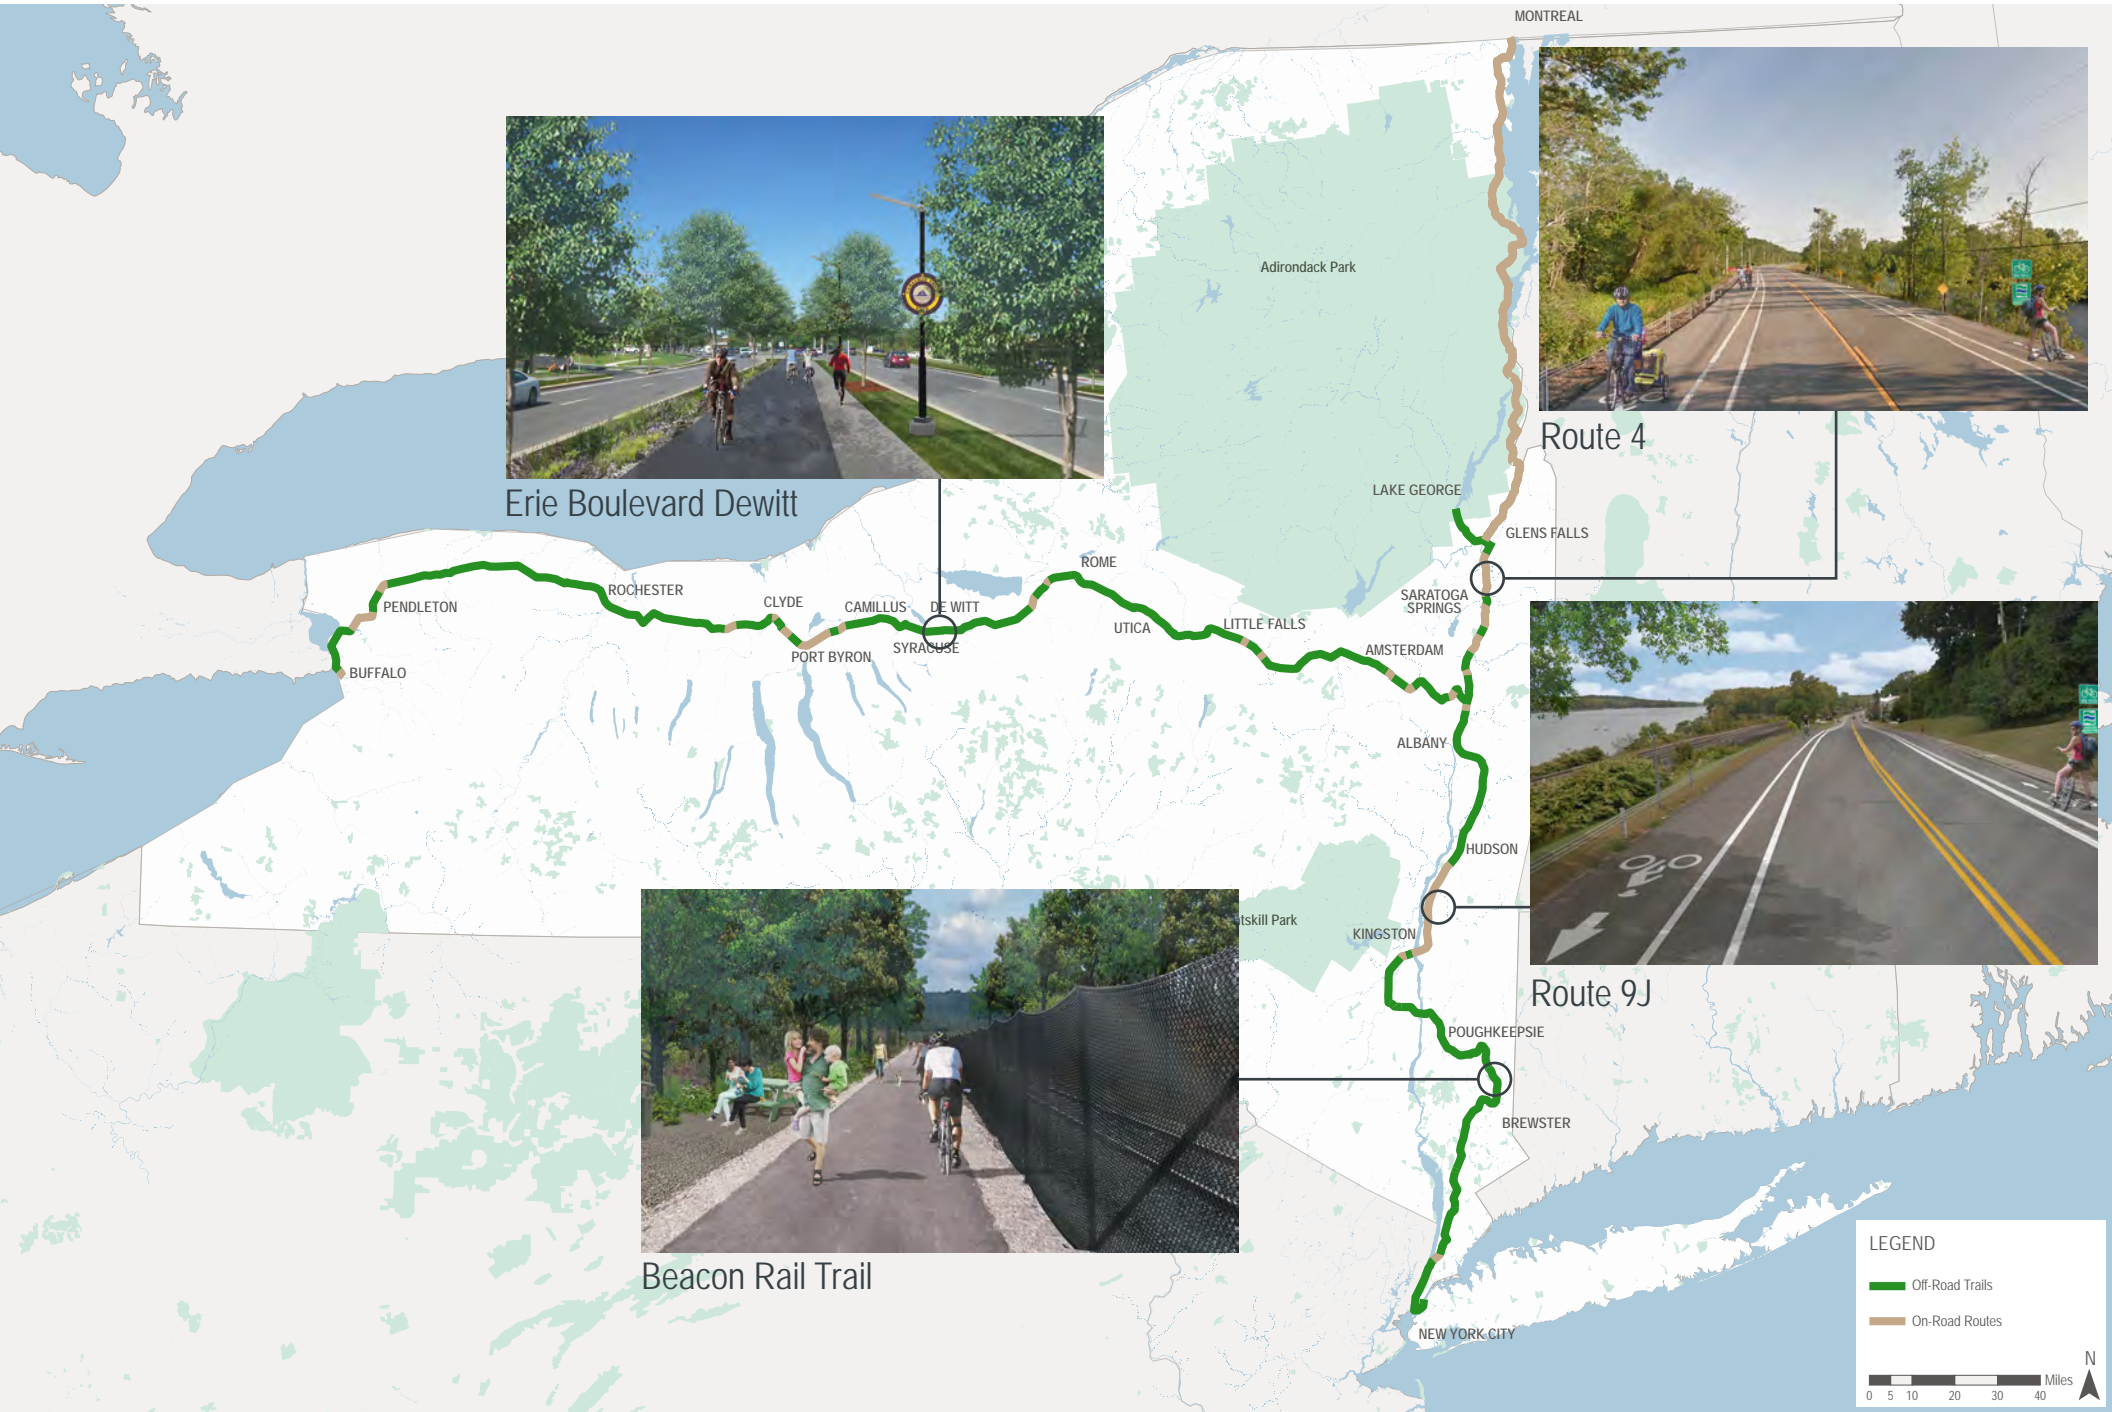 MONTREAL
Adirondack Park
Route 4
Erie Boulevard Dewitt
LAKE GEORGE
GLENS FALLS
ROME
ROCHESTER
PENDLETON
CLYDE
CAMILLUS
DE WITT
SARATOGA
SPRINGS
UTICA
LITTLE FALLS
AMSTERDAM
SYRACUSE
PORT BYRON
BUFFALO
ALBANY
HUDSON
tskill Park
KINGSTON
Route 9J
POUGHKEEPSIE
BREWSTER
Beacon Rail Trail
NEW YORK CITY
LEGEND
Off-Road Trails
On-Road Routes
N
Miles
0 5 10 20 30 40